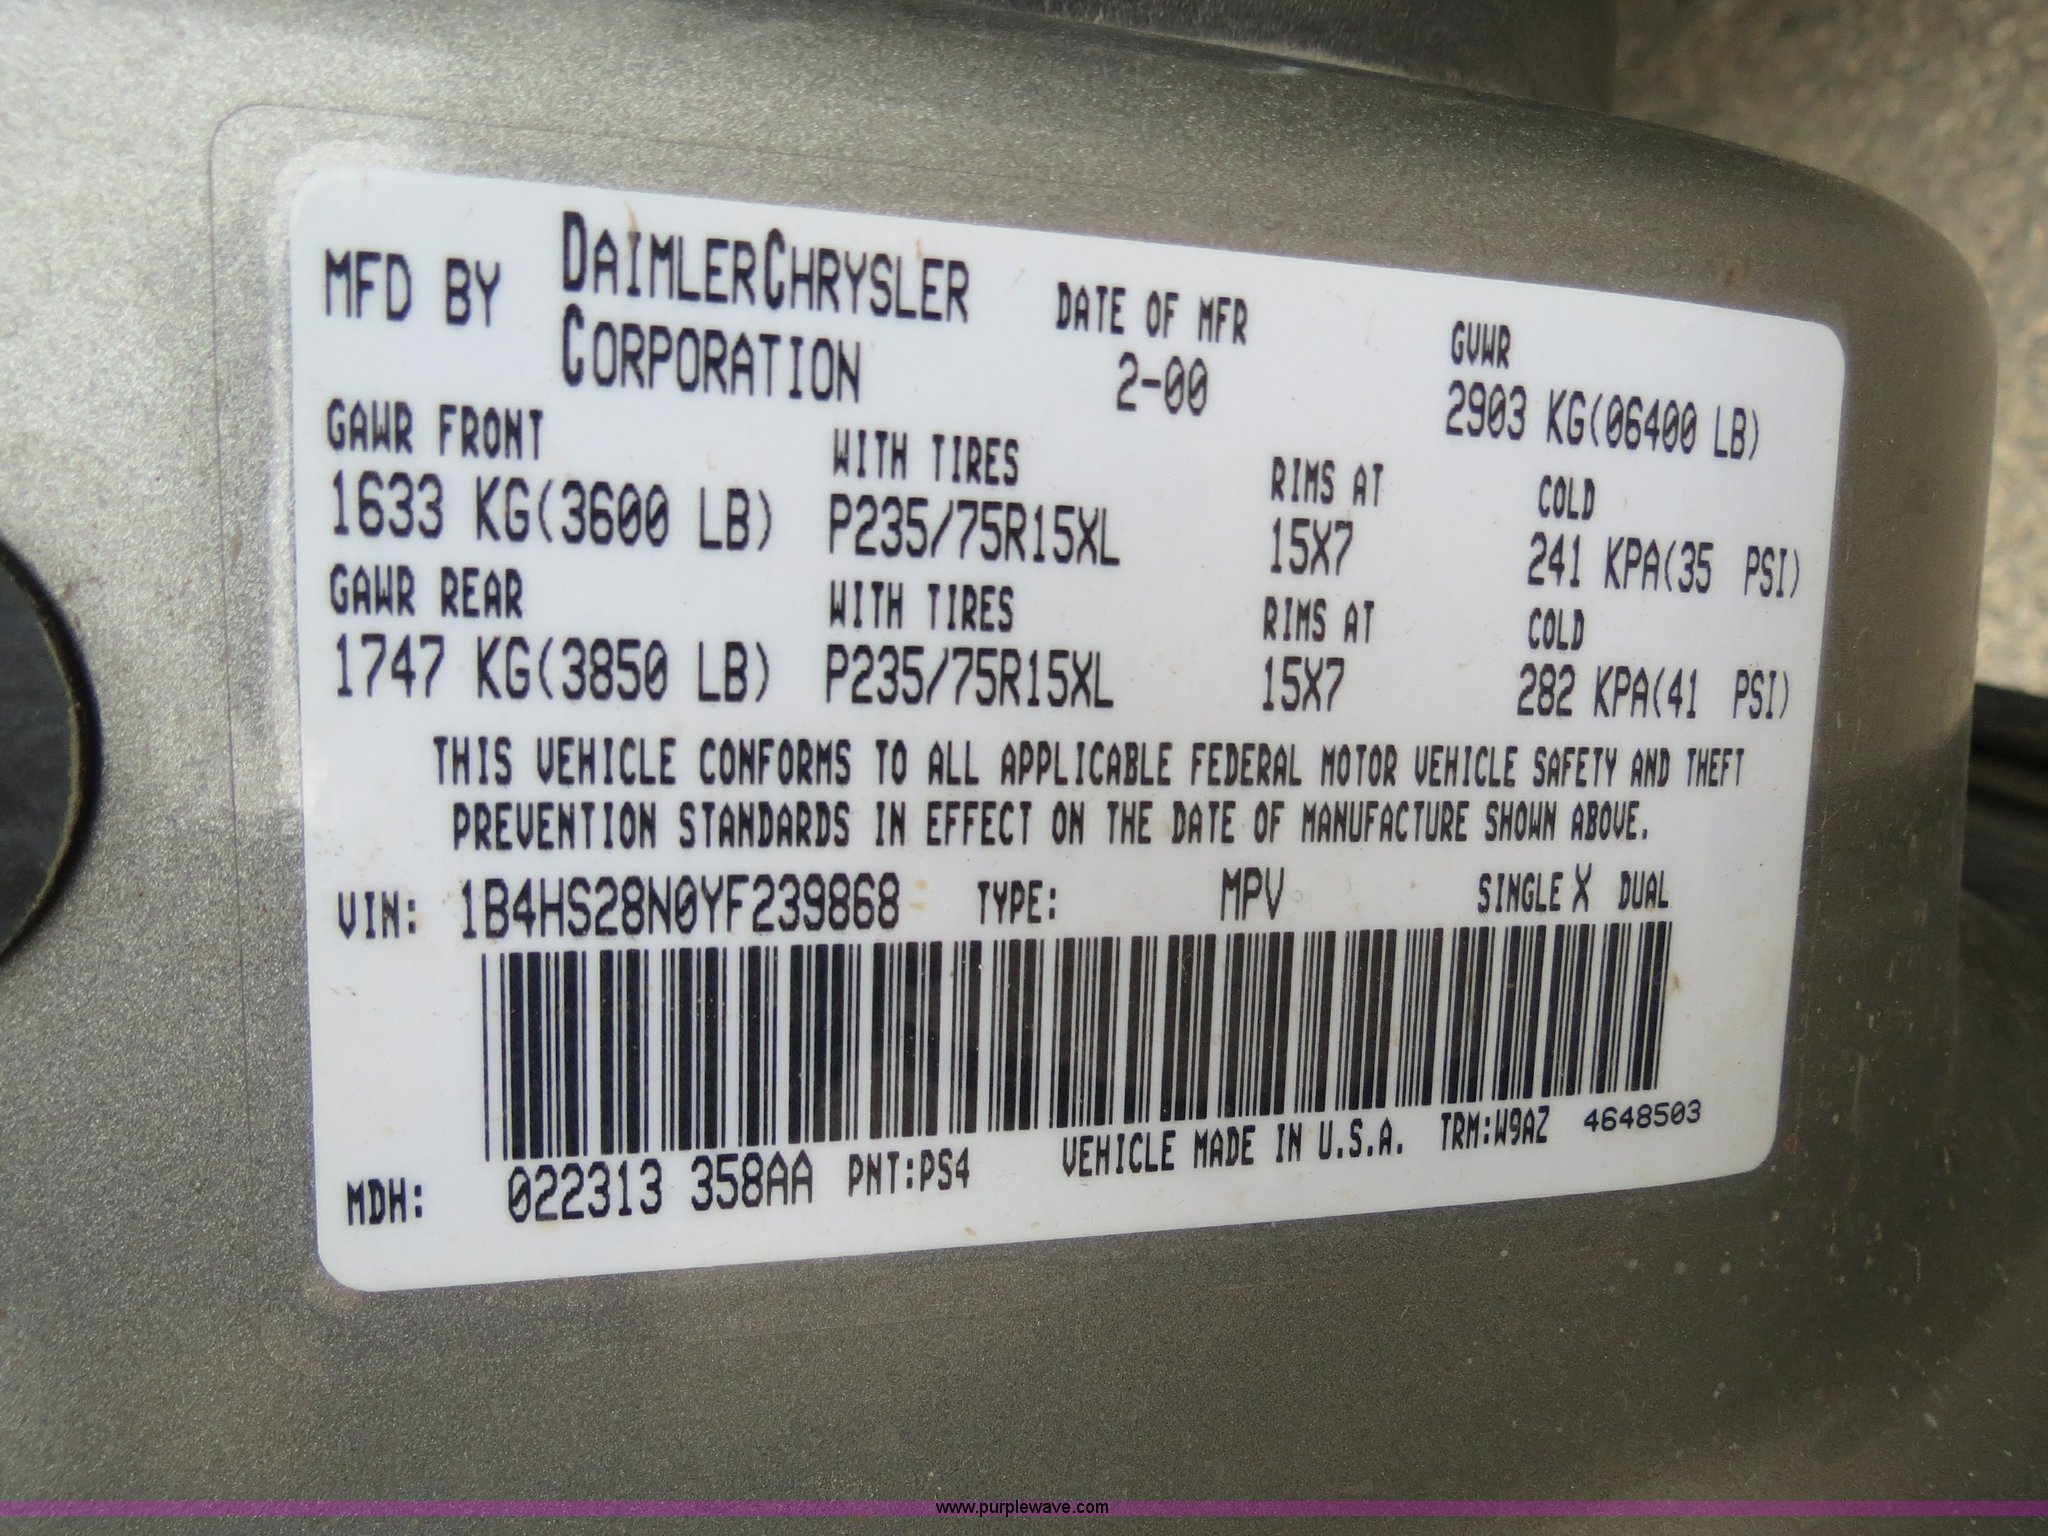 MFD BY DAIMLERCHRYSLER CORPORATION
DATE OF MFR
2-00
GVWR
2903 KG(06400 LB)
GAWR FRONT WITH TIRES RIMS AT COLD
1633 KG(3600 LB) P235/75R15XL 15X7 241 KPA(35 PSI)
GAWR REAR WITH TIRES RIMS AT COLD
1747 KG(3850 LB) P235/75R15XL 15X7 282 KPA(41 PSI)
THIS VEHICLE CONFORMS TO ALL APPLICABLE FEDERAL MOTOR VEHICLE SAFETY AND THEFT
PREVENTION STANDARDS IN EFFECT ON THE DATE OF MANUFACTURE SHOWN ABOVE.
VIN: 1B4HS28N0YF239868 TYPE: MPV SINGLE X DUAL
MDH: 022313 358AA PNT:PS4 VEHICLE MADE IN U.S.A. TRM:W9AZ 4648503
www.purplewave.com